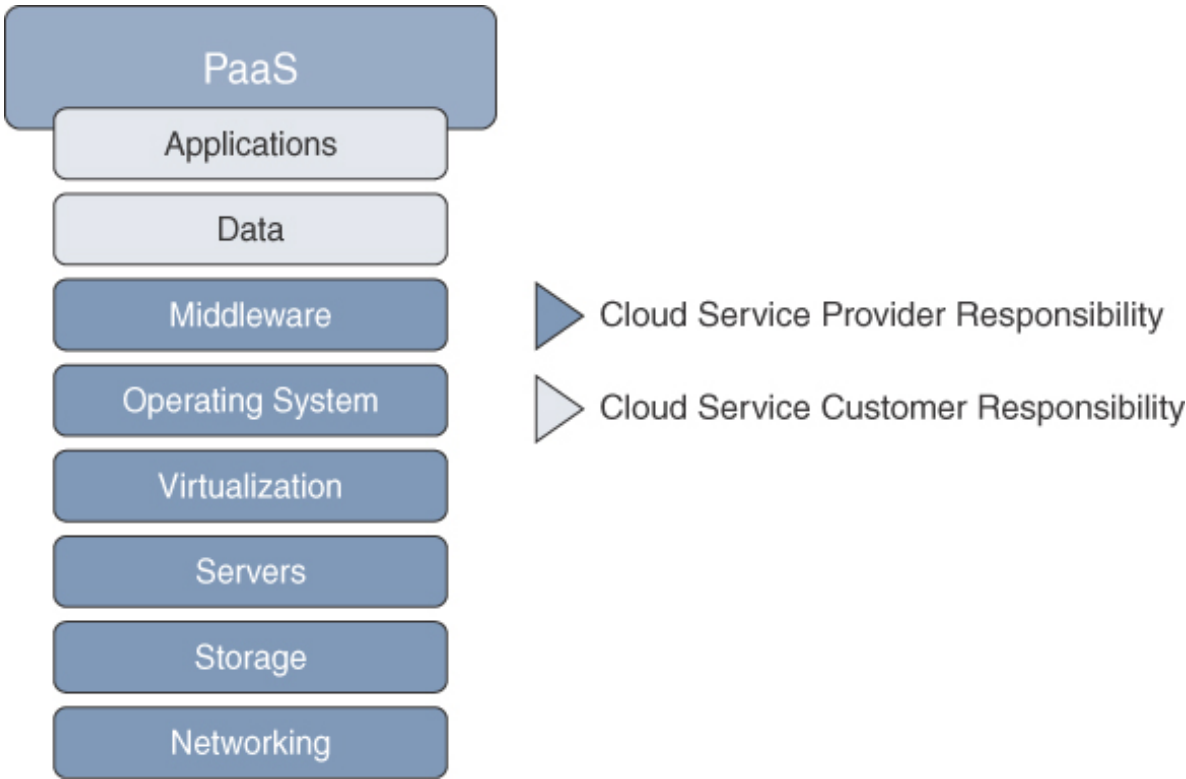 PaaS
Applications
Data
Middleware
Operating System
Virtualization
Servers
Storage
Networking
Cloud Service Provider Responsibility
Cloud Service Customer Responsibility